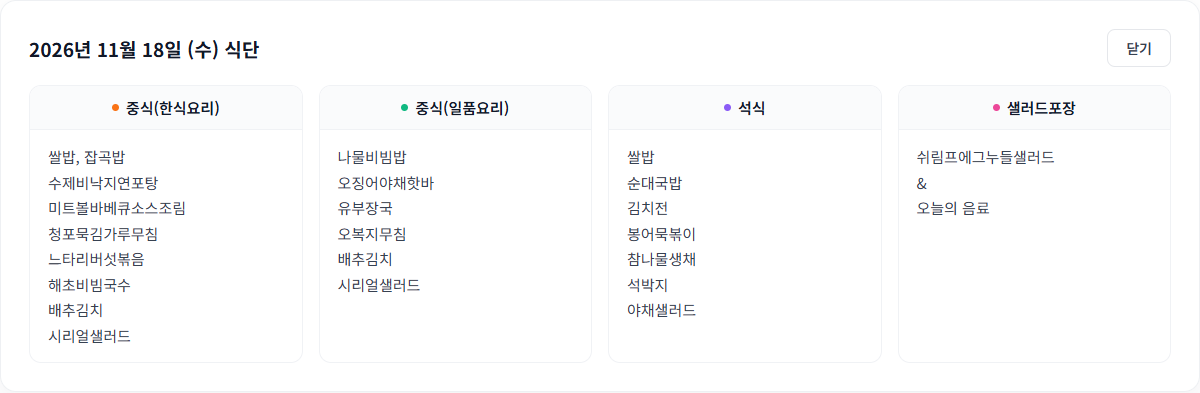 2026년 11월 18일 (수) 식단
닫기
중식(한식요리)
쌀밥, 잡곡밥
수제비낙지연포탕
미트볼바베큐소스조림
청포묵김가루무침
느타리버섯볶음
해초비빔국수
배추김치
시리얼샐러드
중식(일품요리)
나물비빔밥
오징어야채핫바
유부장국
오복지무침
배추김치
시리얼샐러드
석식
쌀밥
순대국밥
김치전
봉어묵볶이
참나물생채
석박지
야채샐러드
샐러드포장
쉬림프에그누들샐러드
&
오늘의 음료